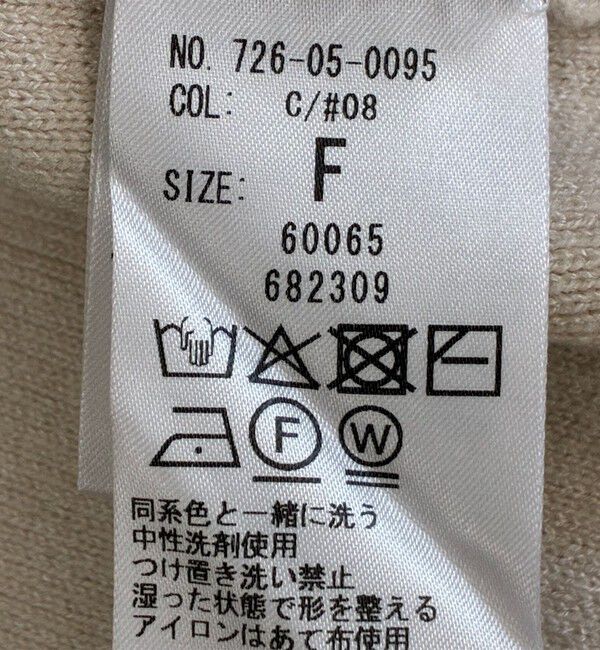 NO. 726-05-0095
COL: C/#08
SIZE: F
60065
682309
F W
同系色と一緒に洗う
中性洗剤使用
つけ置き洗い禁止
湿った状態で形を整える
アイロンはあて布使用